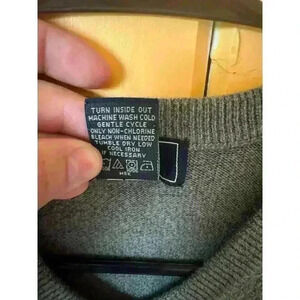 TURN INSIDE OUT
MACHINE WASH COLD
GENTLE CYCLE
ONLY NON-CHLORINE
BLEACH WHEN NEEDED
TUMBLE DRY LOW
COOL IRON
IF NECESSARY